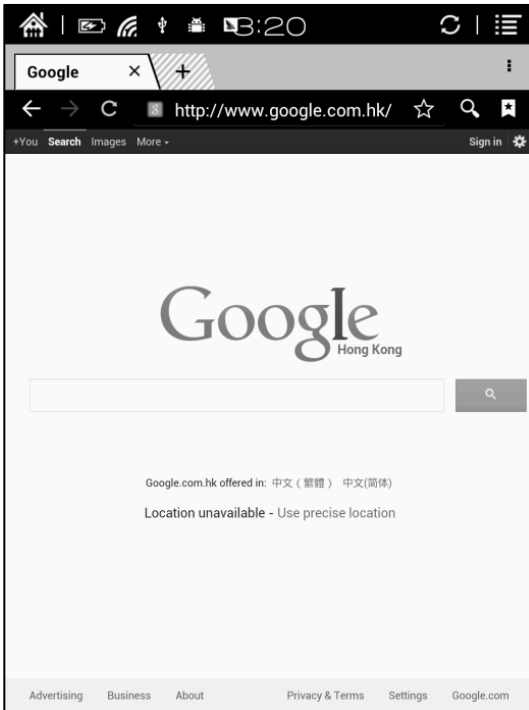 3:20
Google × +
http://www.google.com.hk/
+You Search Images More Sign in
Google
Hong Kong
Google.com.hk offered in: 中文（繁體） 中文(简体)
Location unavailable - Use precise location
Advertising Business About Privacy & Terms Settings Google.com